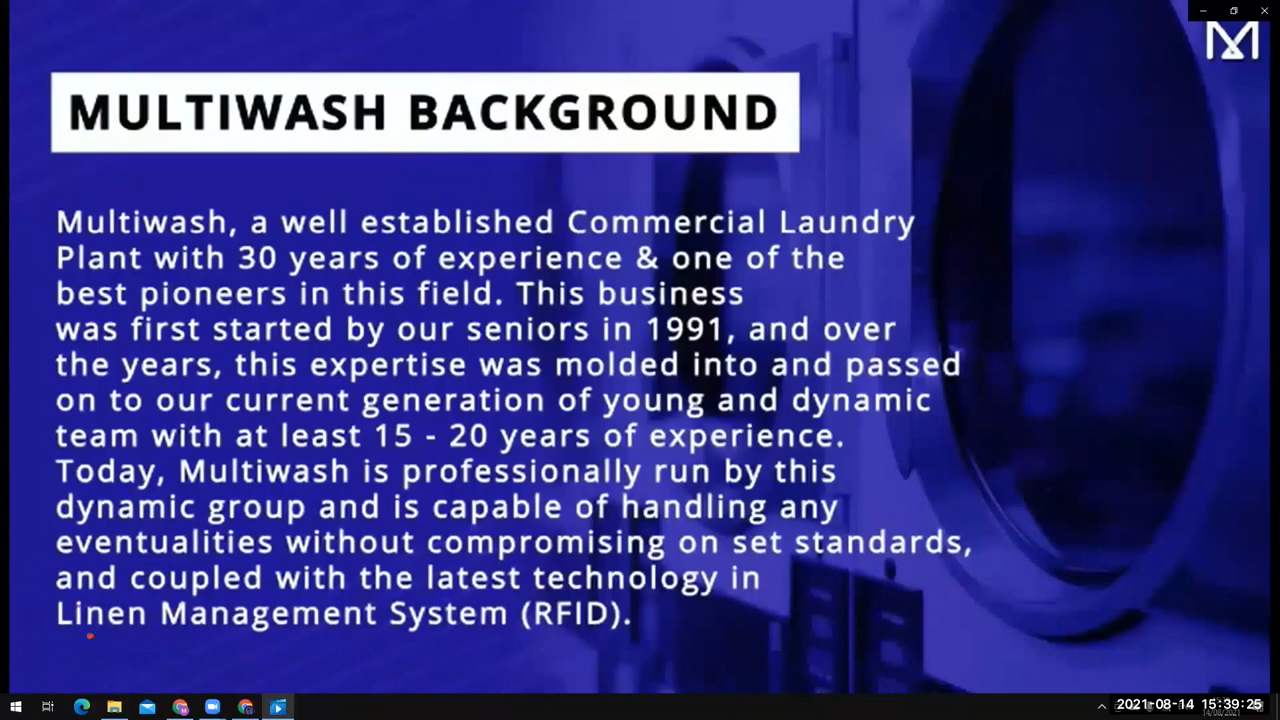 MULTIWASH BACKGROUND
Multiwash, a well established Commercial Laundry
Plant with 30 years of experience & one of the
best pioneers in this field. This business
was first started by our seniors in 1991, and over
the years, this expertise was molded into and passed
on to our current generation of young and dynamic
team with at least 15 - 20 years of experience.
Today, Multiwash is professionally run by this
dynamic group and is capable of handling any
eventualities without compromising on set standards,
and coupled with the latest technology in
Linen Management System (RFID).
2021-08-14 15:39:25